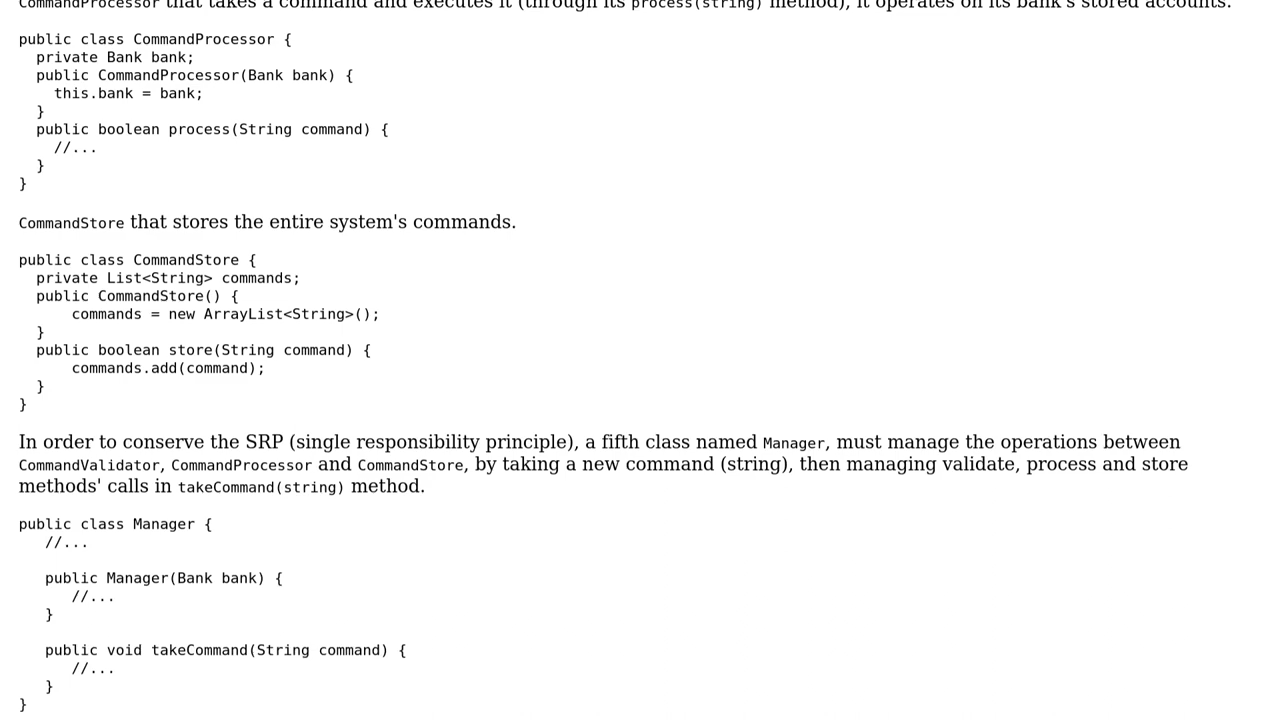 CommandProcessor that takes a command and executes it (through its process(string) method), it operates on its bank's stored accounts.
public class CommandProcessor {
  private Bank bank;
  public CommandProcessor(Bank bank) {
    this.bank = bank;
  }
  public boolean process(String command) {
    //...
  }
}
CommandStore that stores the entire system's commands.
public class CommandStore {
  private List<String> commands;
  public CommandStore() {
      commands = new ArrayList<String>();
  }
  public boolean store(String command) {
      commands.add(command);
  }
}
In order to conserve the SRP (single responsibility principle), a fifth class named Manager, must manage the operations between
CommandValidator, CommandProcessor and CommandStore, by taking a new command (string), then managing validate, process and store
methods' calls in takeCommand(string) method.
public class Manager {
   //...
   public Manager(Bank bank) {
      //...
   }
   public void takeCommand(String command) {
      //...
   }
}